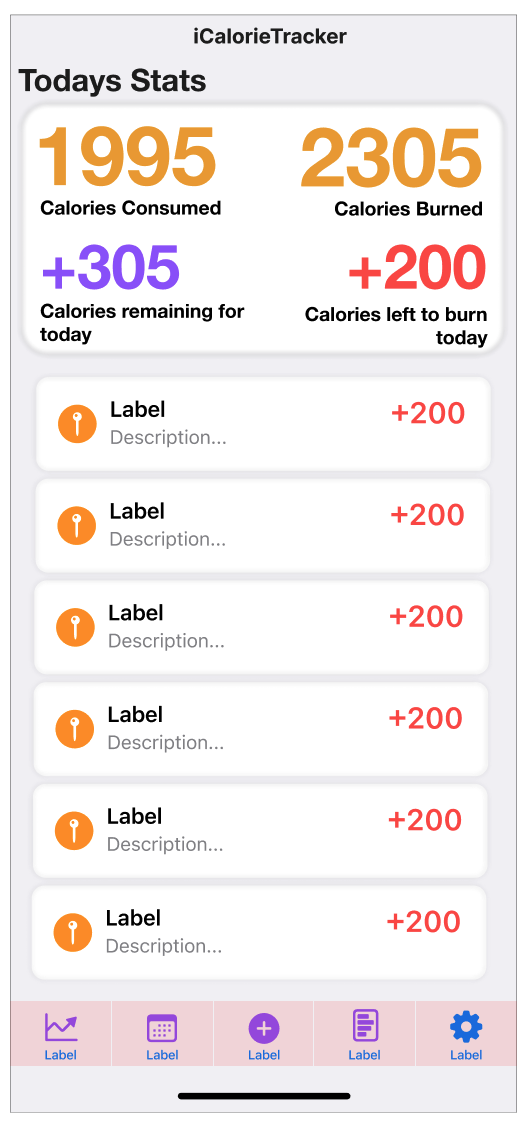 iCalorieTracker
Todays Stats
1995
2305
Calories Consumed
Calories Burned
+305
+200
Calories remaining for
today
Calories left to burn
today
Label
Description...
+200
Label
Description...
+200
Label
Description...
+200
Label
Description...
+200
Label
Description...
+200
Label
Description...
+200
Label
Label
Label
Label
Label